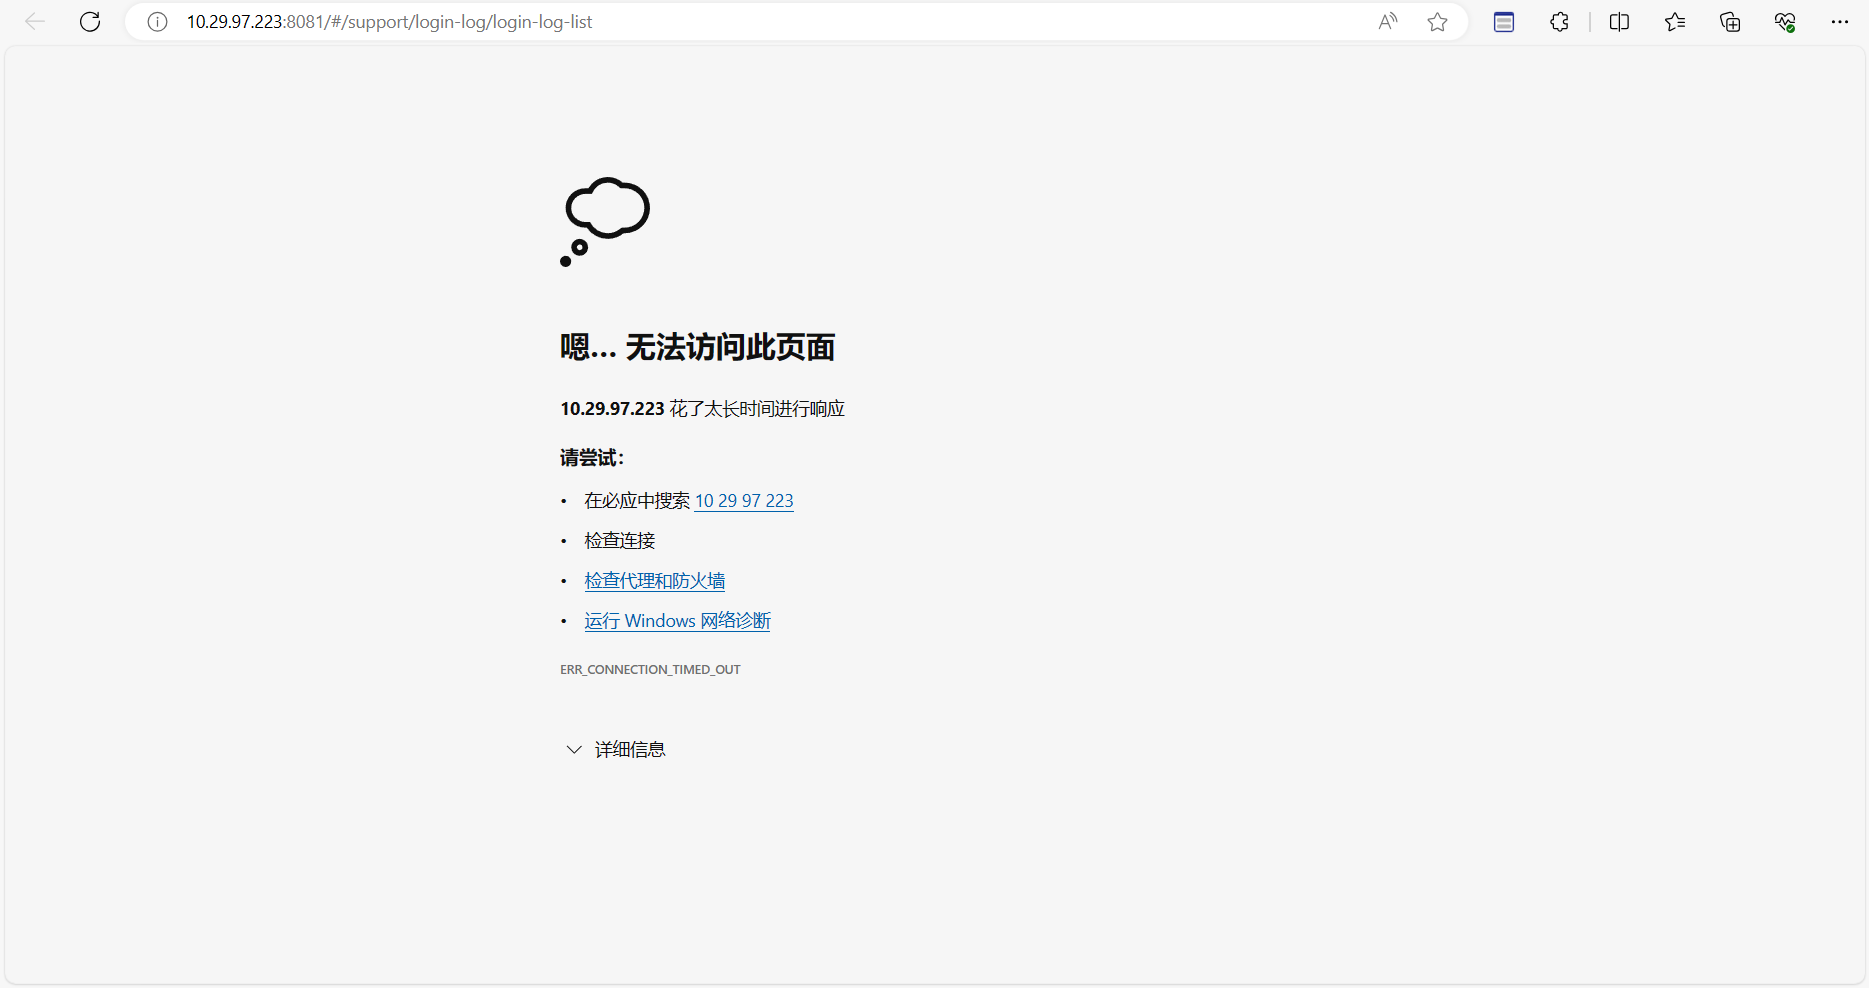 10.29.97.223:8081/#/support/login-log/login-log-list
嗯… 无法访问此页面
10.29.97.223 花了太长时间进行响应
请尝试：
• 在必应中搜索 10 29 97 223
• 检查连接
• 检查代理和防火墙
• 运行 Windows 网络诊断
ERR_CONNECTION_TIMED_OUT
详细信息